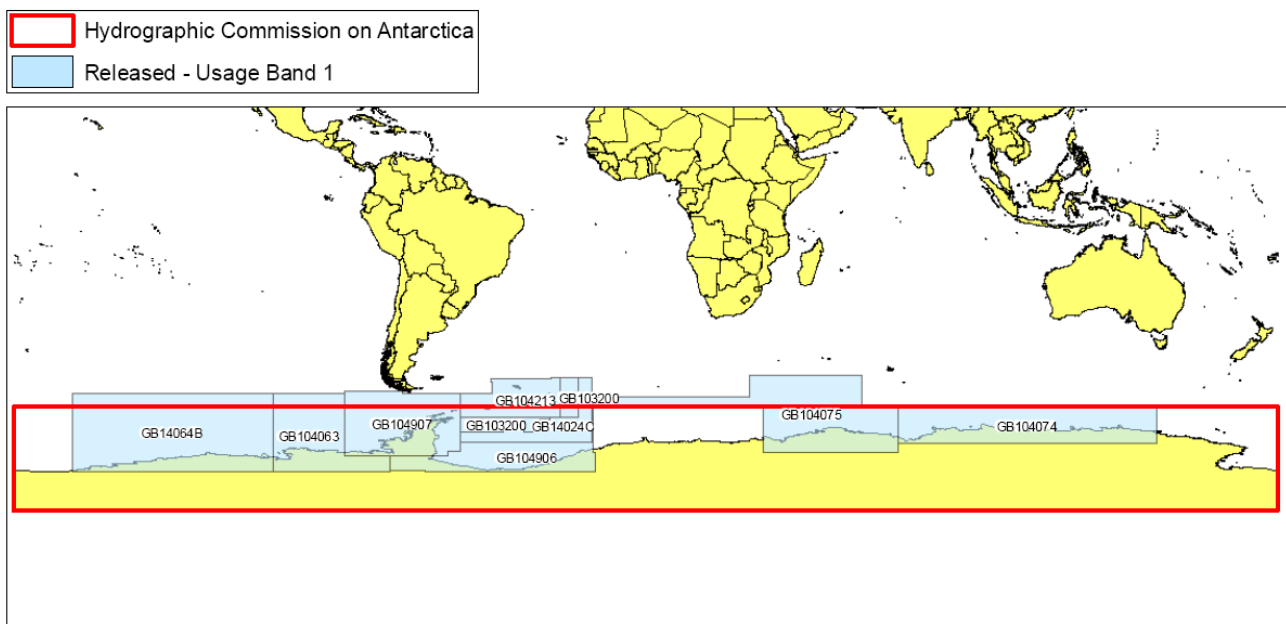 Hydrographic Commission on Antarctica
Released - Usage Band 1
GB104213
GB103200
GB104075
GB14064B
GB104063
GB104907
GB103200
GB14024C
GB104074
GB104906